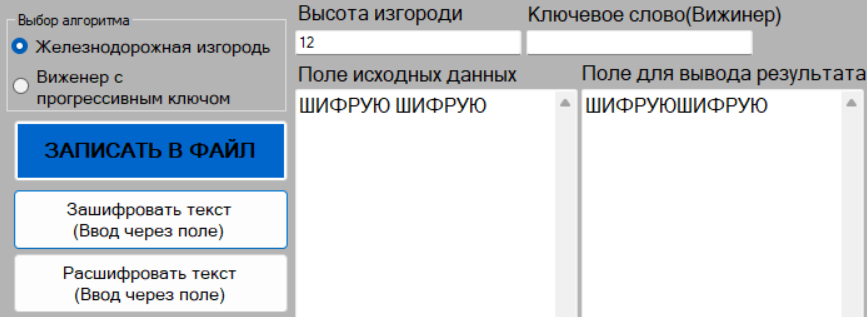 Выбор алгоритма
Железнодорожная изгородь
Виженер с
прогрессивным ключом
ЗАПИСАТЬ В ФАЙЛ
Зашифровать текст
(Ввод через поле)
Расшифровать текст
(Ввод через поле)
Высота изгороди
12
Ключевое слово(Вижинер)
Поле исходных данных
ШИФРУЮ ШИФРУЮ
Поле для вывода результата
ШИФРУЮШИФРУЮ